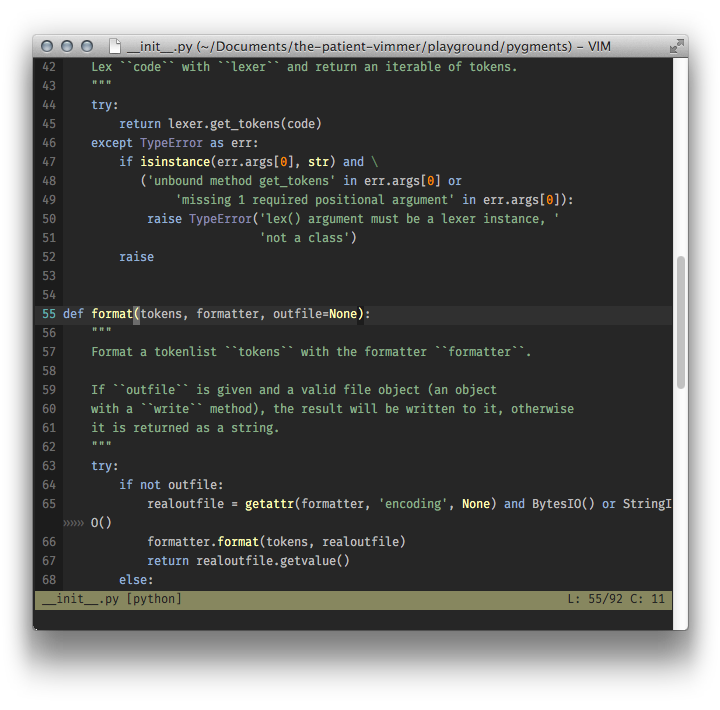 __init__.py (~/Documents/the-patient-vimmer/playground/pygments) – VIM
42     Lex ``code`` with ``lexer`` and return an iterable of tokens.
43     """
44     try:
45         return lexer.get_tokens(code)
46     except TypeError as err:
47         if isinstance(err.args[0], str) and \
48            ('unbound method get_tokens' in err.args[0] or
49                 'missing 1 required positional argument' in err.args[0]):
50             raise TypeError('lex() argument must be a lexer instance, '
51                             'not a class')
52         raise
53
54
55 def format(tokens, formatter, outfile=None):
56     """
57     Format a tokenlist ``tokens`` with the formatter ``formatter``.
58
59     If ``outfile`` is given and a valid file object (an object
60     with a ``write`` method), the result will be written to it, otherwise
61     it is returned as a string.
62     """
63     try:
64         if not outfile:
65             realoutfile = getattr(formatter, 'encoding', None) and BytesIO() or StringI
»»» O()
66             formatter.format(tokens, realoutfile)
67             return realoutfile.getvalue()
68         else:
__init__.py [python] L: 55/92 C: 11